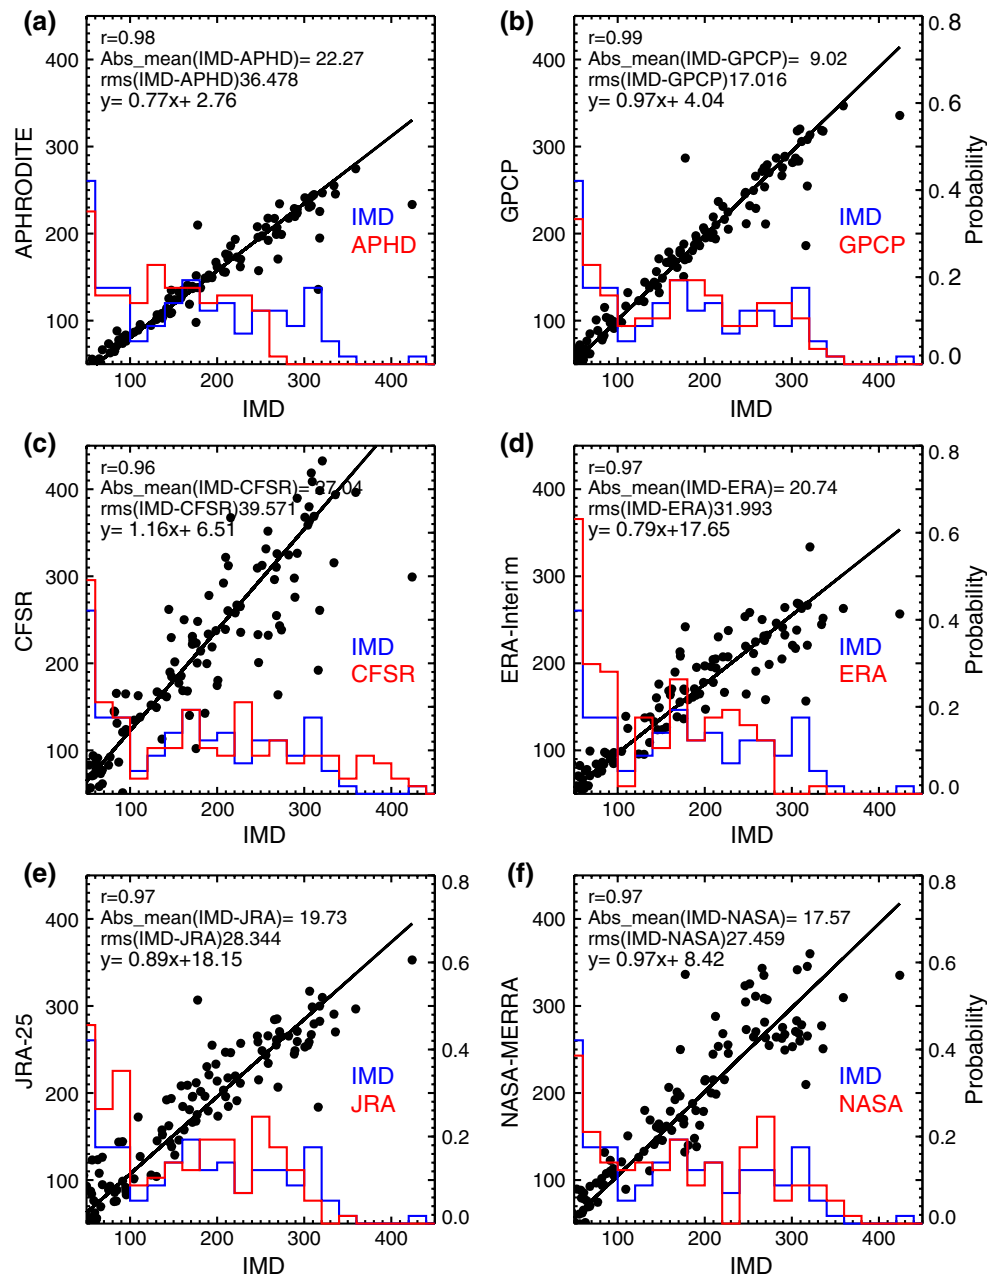 (a)
r=0.98
Abs_mean(IMD-APHD)= 22.27
rms(IMD-APHD)36.478
y= 0.77x+ 2.76
400
300
200
100
APHRODITE
IMD
APHD
100 200 300 400
IMD
(b)
r=0.99
Abs_mean(IMD-GPCP)= 9.02
rms(IMD-GPCP)17.016
y= 0.97x+ 4.04
400
300
200
100
GPCP
IMD
GPCP
0.8
0.6
0.4
0.2
0.0
Probability
100 200 300 400
IMD
(c)
r=0.96
Abs_mean(IMD-CFSR)= 27.04
rms(IMD-CFSR)39.571
y= 1.16x+ 6.51
400
300
200
100
CFSR
IMD
CFSR
100 200 300 400
IMD
(d)
r=0.97
Abs_mean(IMD-ERA)= 20.74
rms(IMD-ERA)31.993
y= 0.79x+17.65
400
300
200
100
ERA-Interim
IMD
ERA
0.8
0.6
0.4
0.2
0.0
Probability
100 200 300 400
IMD
(e)
r=0.97
Abs_mean(IMD-JRA)= 19.73
rms(IMD-JRA)28.344
y= 0.89x+18.15
400
300
200
100
JRA-25
IMD
JRA
0.8
0.6
0.4
0.2
0.0
100 200 300 400
IMD
(f)
r=0.97
Abs_mean(IMD-NASA)= 17.57
rms(IMD-NASA)27.459
y= 0.97x+ 8.42
400
300
200
100
NASA-MERRA
IMD
NASA
0.8
0.6
0.4
0.2
0.0
Probability
100 200 300 400
IMD